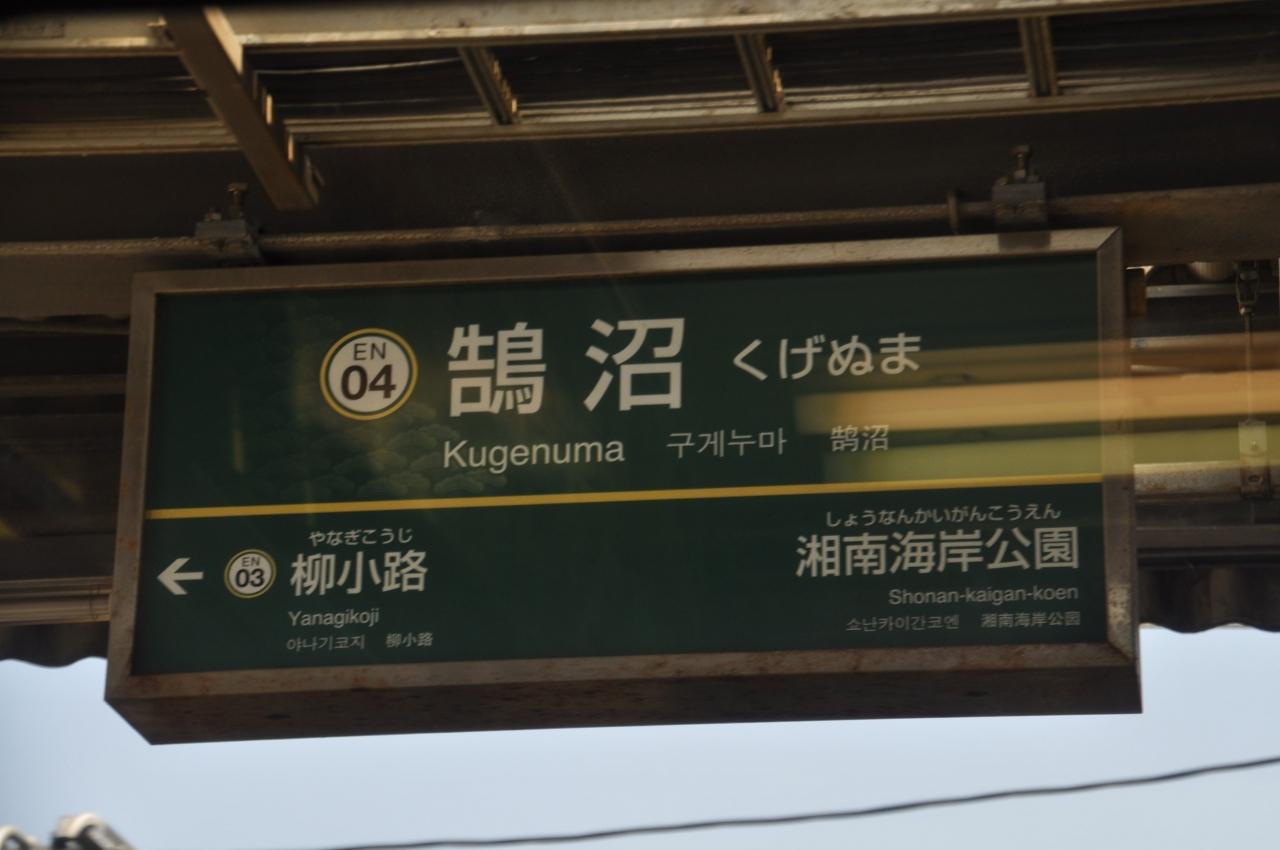 EN 04 鵠沼 くげぬま
Kugenuma 구게누마 鹄沼
やなぎこうじ
← EN 03 柳小路
Yanagikoji
야나기코지 柳小路
しょうなんかいがんこうえん
湘南海岸公園
Shonan-kaigan-koen
쇼난카이간코엔 湘南海岸公园